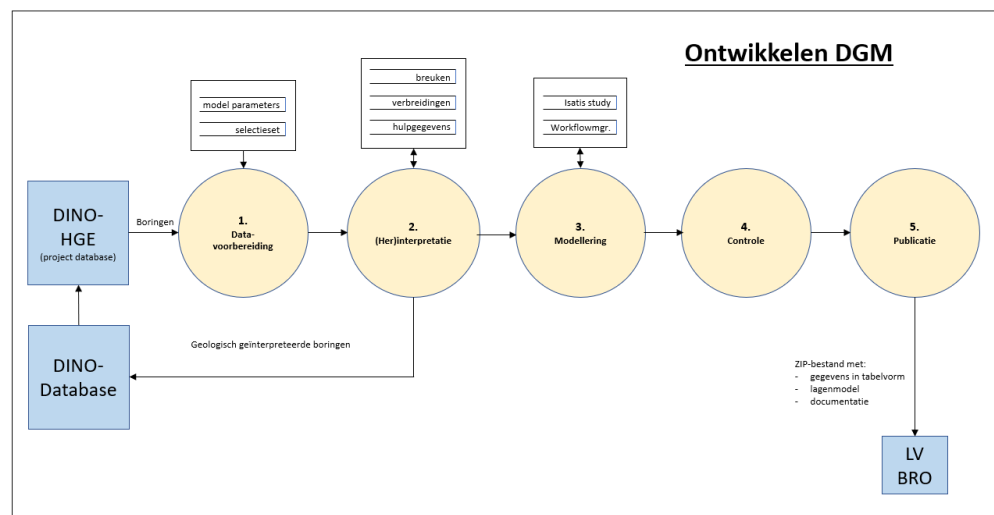 Ontwikkelen DGM
model parameters
selectieset
breuken
verbreidingen
hulpgegevens
Isatis study
Workflowmgr.
DINO-
HGE
(project database)
Boringen
1.
Data-
voorbereiding
2.
(Her)interpretatie
3.
Modellering
4.
Controle
5.
Publicatie
DINO-
Database
Geologisch geïnterpreteerde boringen
ZIP-bestand met:
- gegevens in tabelvorm
- lagenmodel
- documentatie
LV
BRO